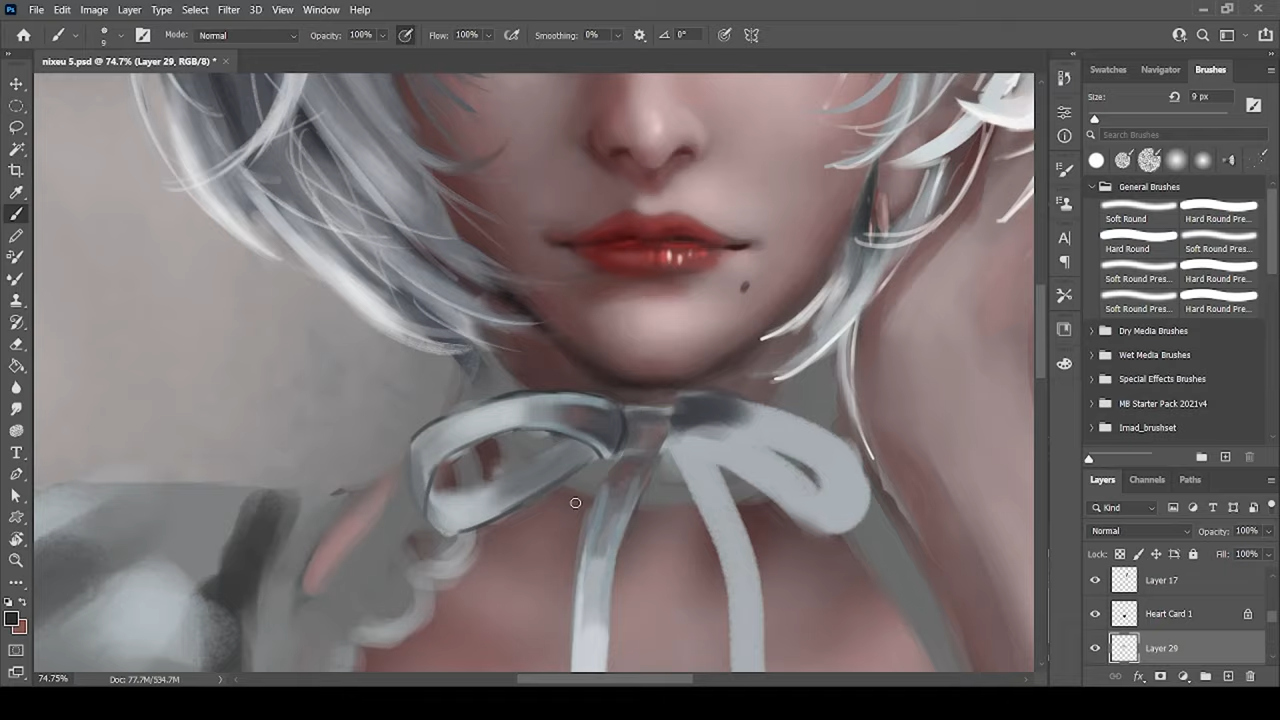 Ps File Edit Image Layer Type Select Filter 3D View Window Help
9 Mode: Normal Opacity: 100% Flow: 100% Smoothing: 0% 0°
nixeu 5.psd @ 74.7% (Layer 29, RGB/8) * ×
Swatches Navigator Brushes
Size: 9 px
Search Brushes
General Brushes
Soft Round Hard Round Pre...
Hard Round Soft Round Pres...
Soft Round Pres... Hard Round Pres...
Soft Round Pres... Hard Round Pres...
Dry Media Brushes
Wet Media Brushes
Special Effects Brushes
MB Starter Pack 2021v4
Imad_brushset
Layers Channels Paths
Kind
Normal Opacity: 100%
Lock: Fill: 100%
Layer 17
Heart Card 1
Layer 29
74.75% Doc: 77.7M/534.7M